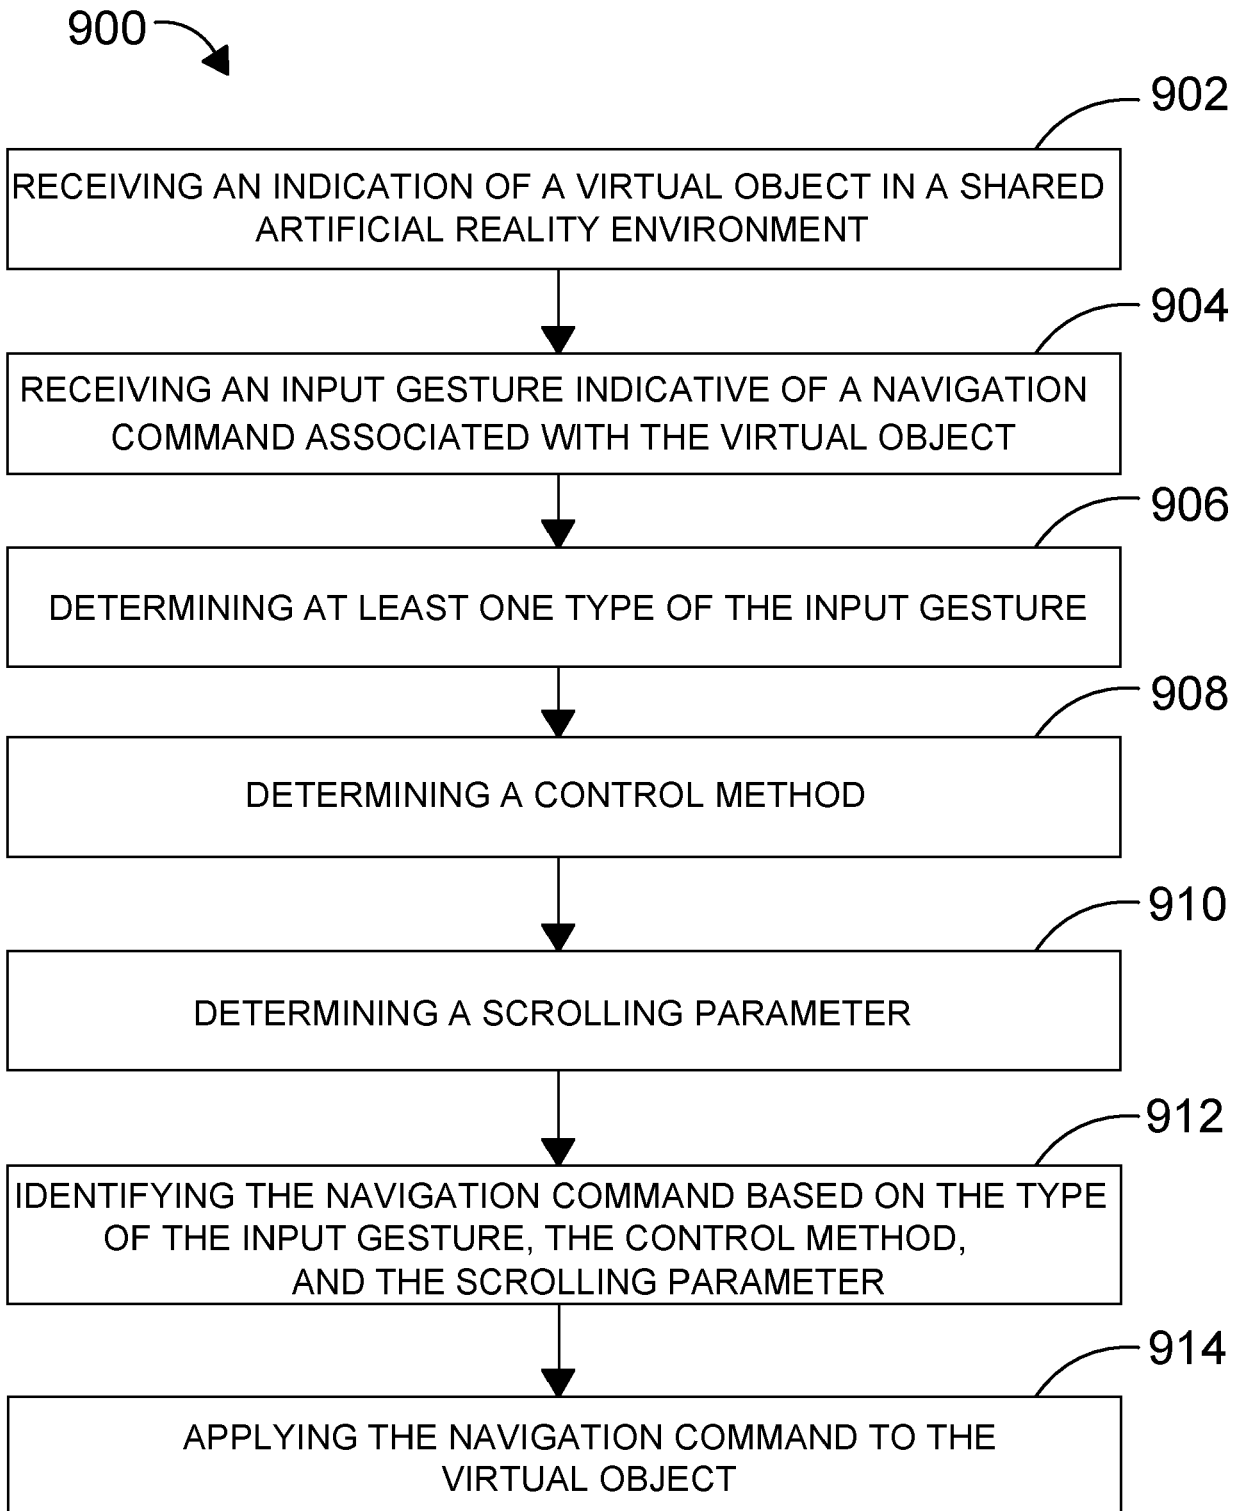 900
902
RECEIVING AN INDICATION OF A VIRTUAL OBJECT IN A SHARED
ARTIFICIAL REALITY ENVIRONMENT
904
RECEIVING AN INPUT GESTURE INDICATIVE OF A NAVIGATION
COMMAND ASSOCIATED WITH THE VIRTUAL OBJECT
906
DETERMINING AT LEAST ONE TYPE OF THE INPUT GESTURE
908
DETERMINING A CONTROL METHOD
910
DETERMINING A SCROLLING PARAMETER
912
IDENTIFYING THE NAVIGATION COMMAND BASED ON THE TYPE
OF THE INPUT GESTURE, THE CONTROL METHOD,
AND THE SCROLLING PARAMETER
914
APPLYING THE NAVIGATION COMMAND TO THE
VIRTUAL OBJECT